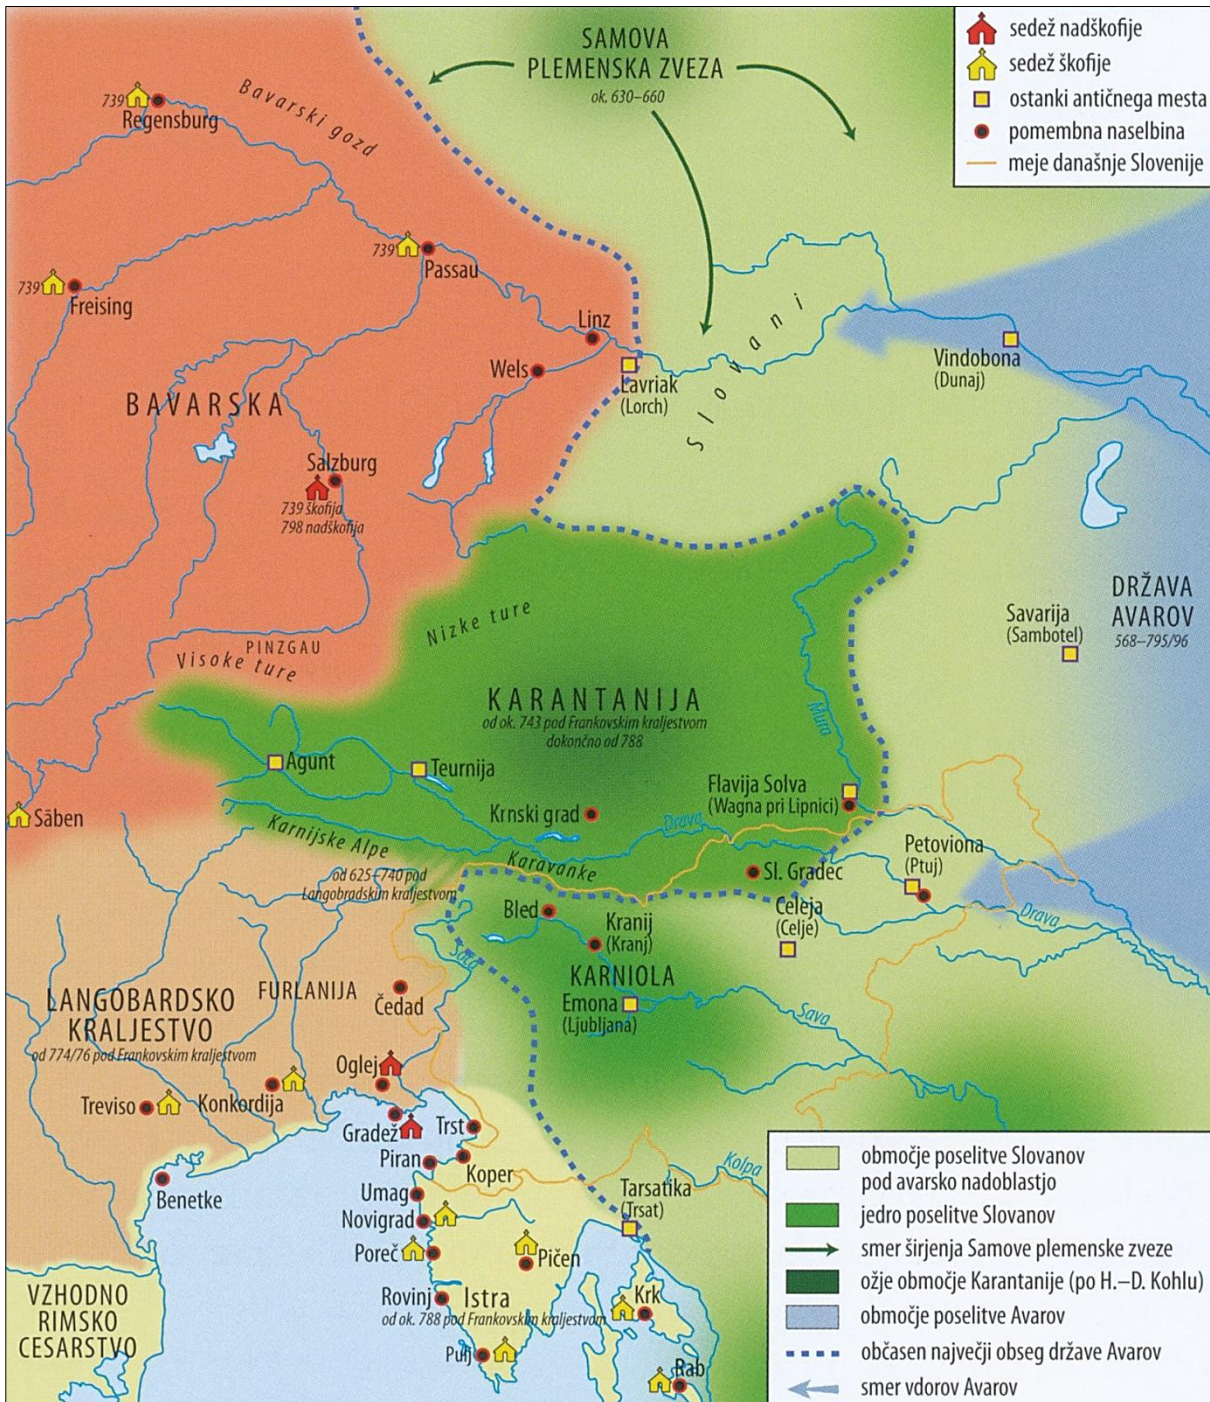 SAMOVA
PLEMENSKA ZVEZA
ok. 630–660
sedež nadškofije
sedež škofije
ostanki antičnega mesta
pomembna naselbina
meje današnje Slovenije
739
Regensburg
Bavarski gozd
739
Passau
739
Freising
Linz
Wels
Lavriak
(Lorch)
Slovani
Vindobona
(Dunaj)
BAVARSKA
Salzburg
739 škofija
798 nadškofija
Nizke ture
PINZGAU
Visoke ture
DRŽAVA
AVAROV
568–795/96
Savarija
(Sambotel)
KARANTANIJA
od ok. 743 pod Frankovskim kraljestvom
dokončno od 788
Mura
Agunt
Teurnija
Flavija Solva
(Wagna pri Lipnici)
Krnski grad
Drava
Säben
Karnijske Alpe
Karavanke
Petoviona
(Ptuj)
od 625–740 pod
Langobradskim kraljestvom
Sl. Gradec
Bled
Kranij
(Kranj)
Celeja
(Celje)
Drava
Soča
KARNIOLA
Emona
(Ljubljana)
Sava
LANGOBARDSKO
KRALJESTVO
od 774/76 pod Frankovskim kraljestvom
FURLANIJA
Čedad
Oglej
Treviso
Konkordija
Gradež
Trst
Piran
Koper
Benetke
Umag
Novigrad
Poreč
Pičen
Tarsatika
(Trsat)
Kolpa
Rovinj
Istra
od ok. 788 pod Frankovskim kraljestvom
Krk
Pulj
Rab
VZHODNO
RIMSKO
CESARSTVO
območje poselitve Slovanov
pod avarsko nadoblastjo
jedro poselitve Slovanov
smer širjenja Samove plemenske zveze
ožje območje Karantanije (po H.–D. Kohlu)
območje poselitve Avarov
občasen največji obseg države Avarov
smer vdorov Avarov